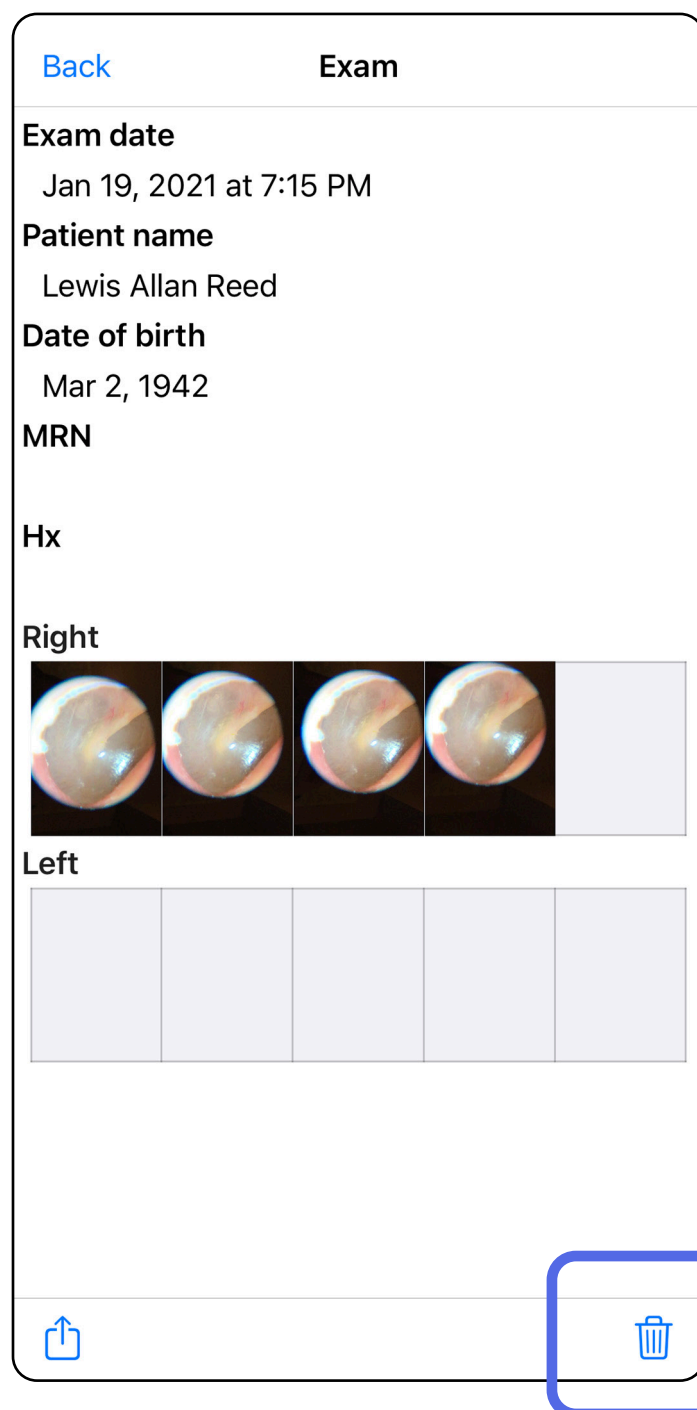 Back
Exam
Exam date
Jan 19, 2021 at 7:15 PM
Patient name
Lewis Allan Reed
Date of birth
Mar 2, 1942
MRN
Hx
Right
Left